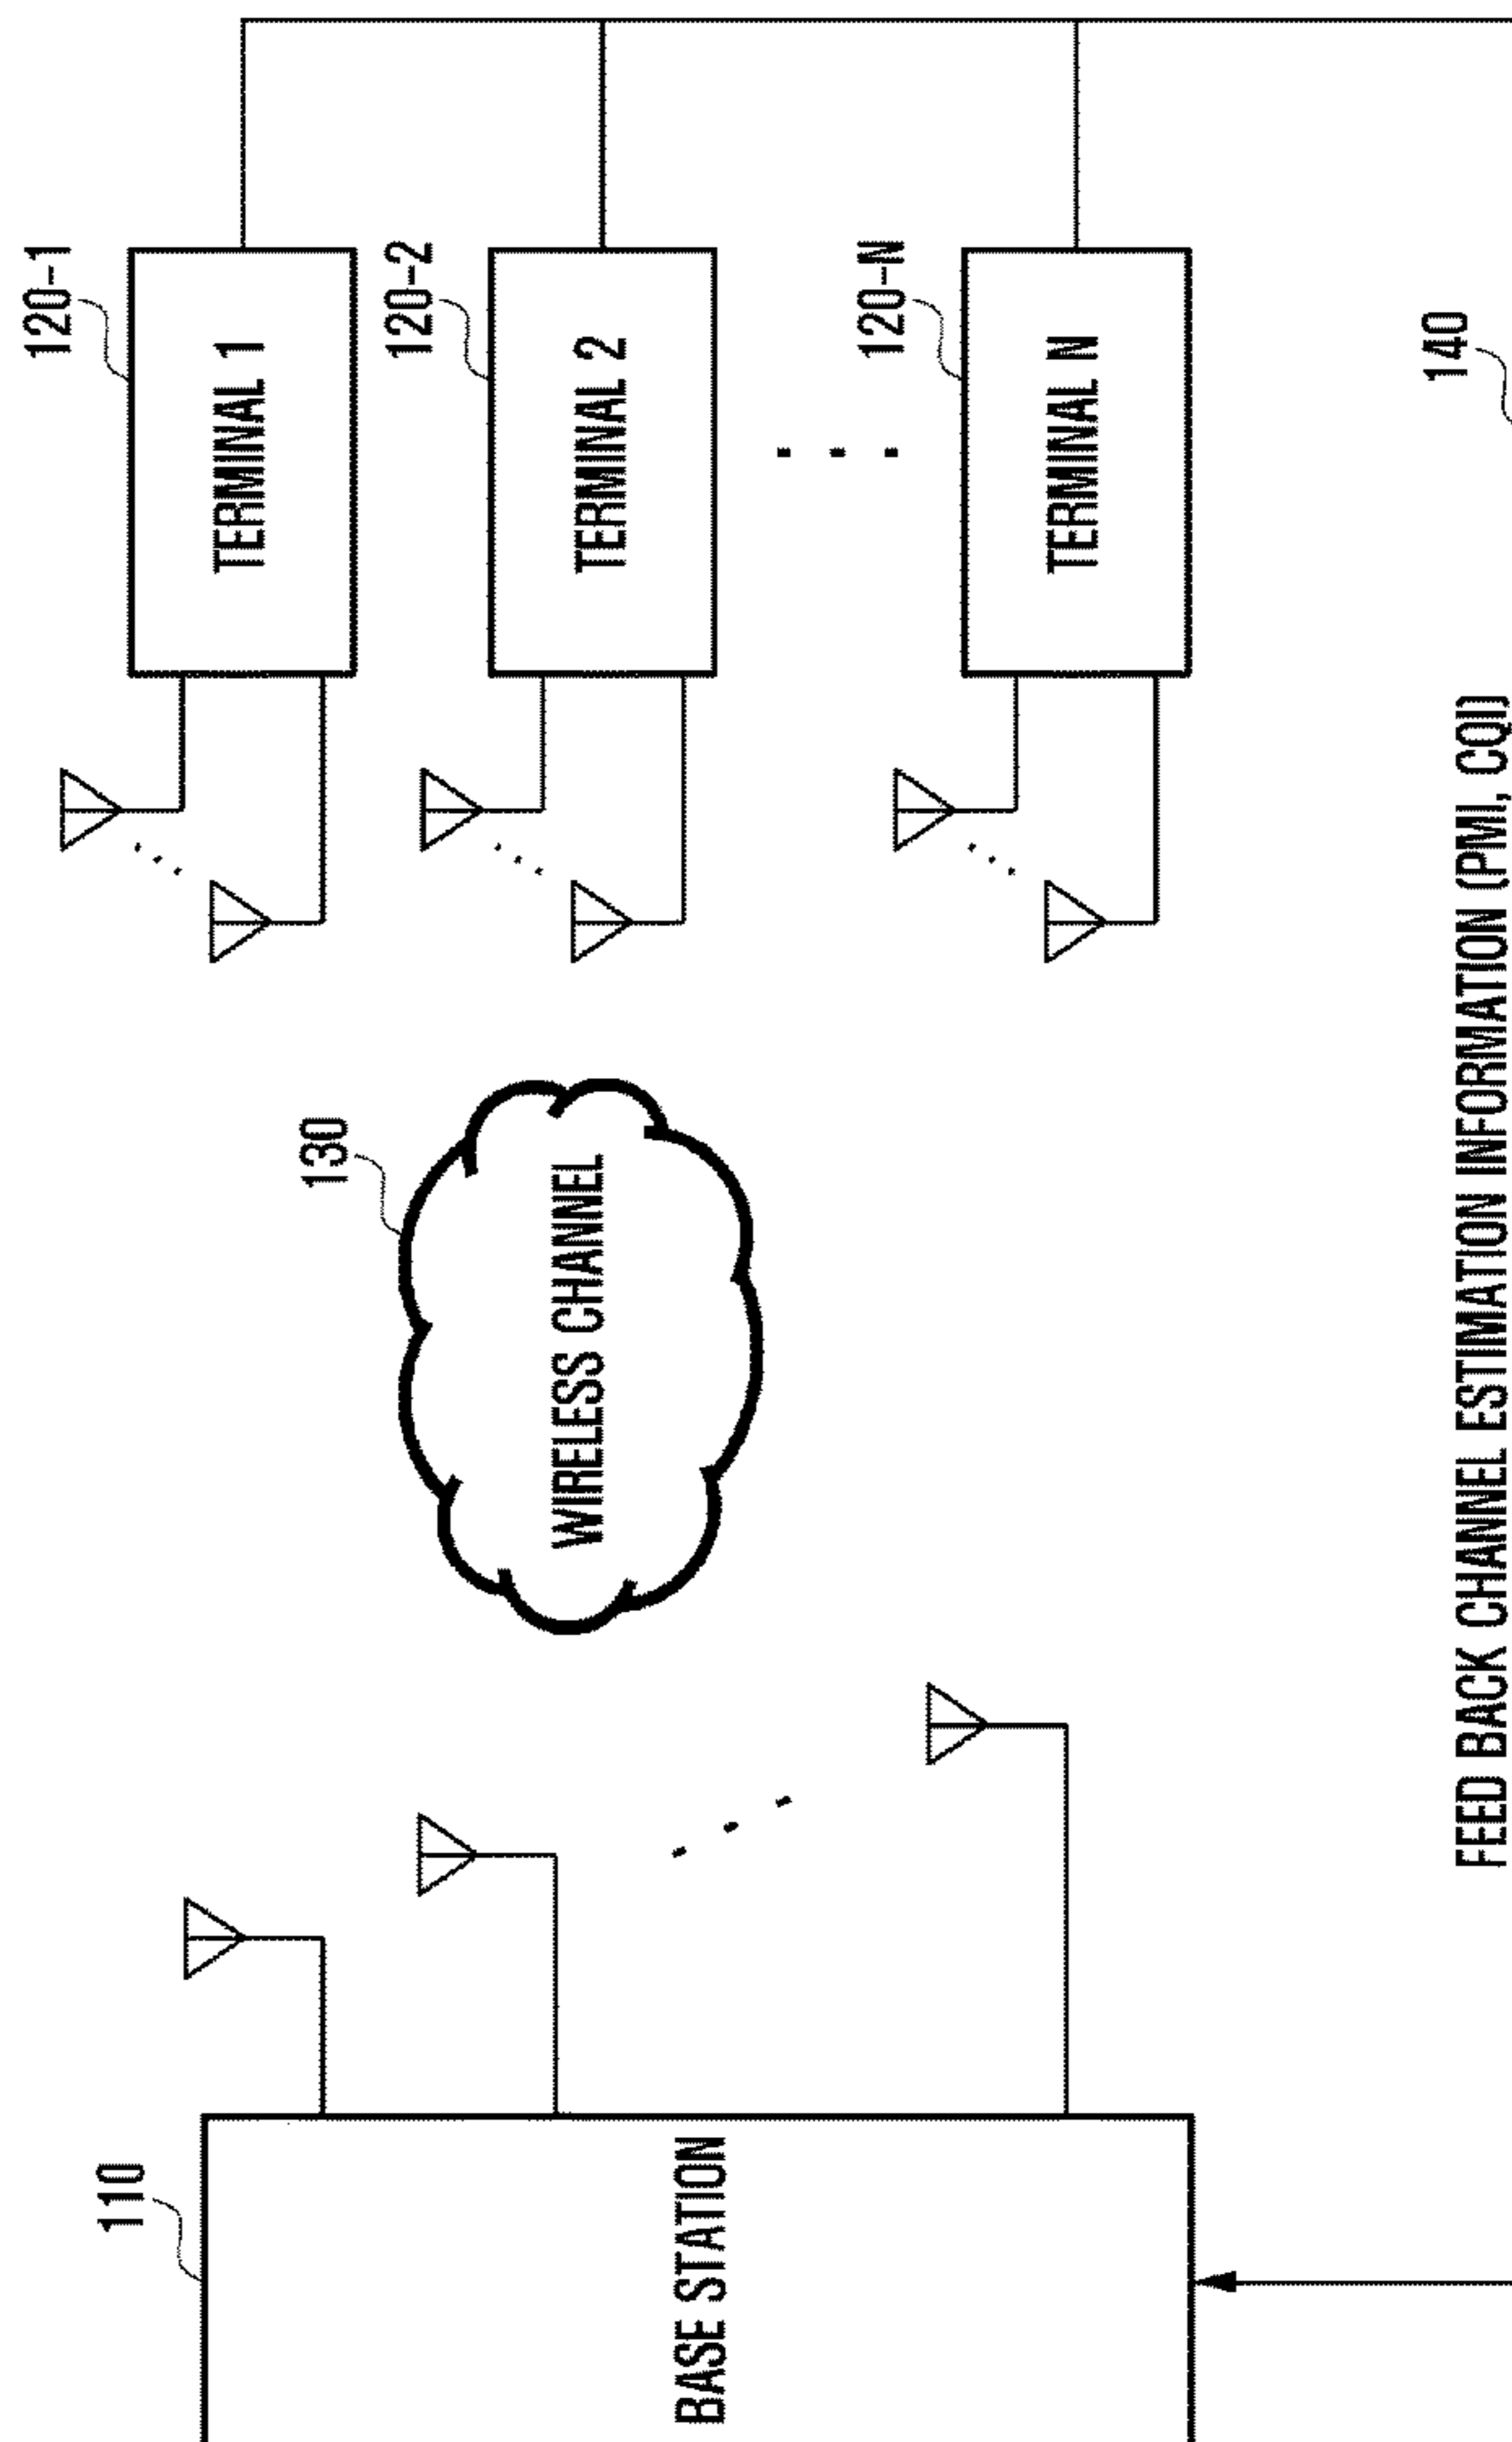 110
BASE STATION
130
WIRELESS CHANNEL
120-1
TERMINAL 1
120-2
TERMINAL 2
120-N
TERMINAL N
140
FEED BACK CHANNEL ESTIMATION INFORMATION (PMI, CQI)